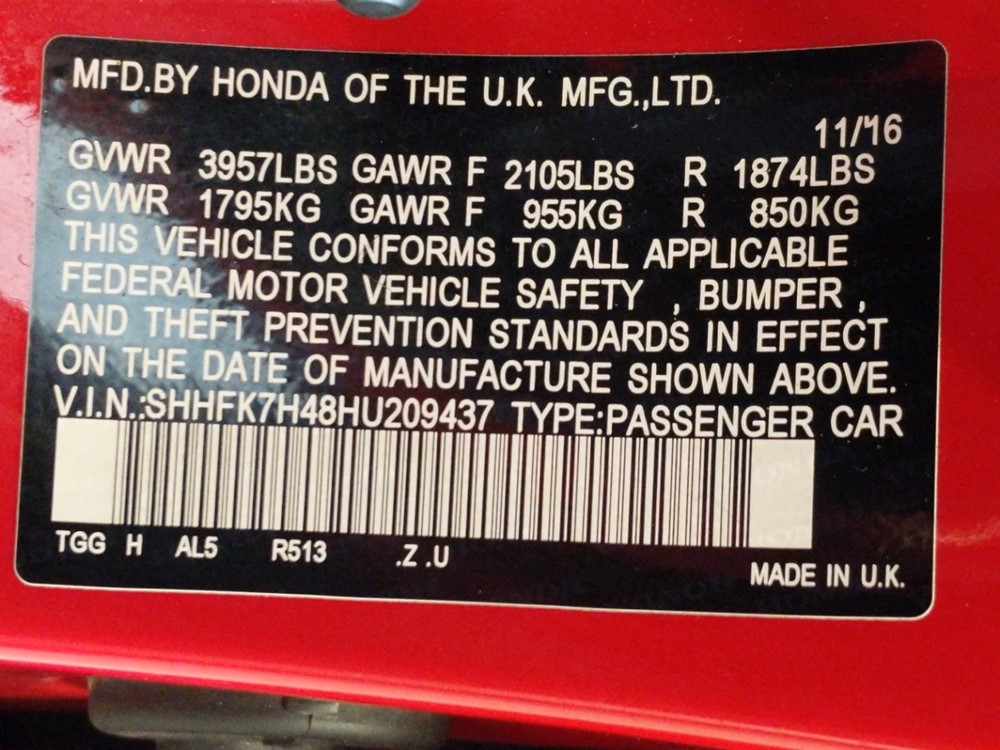 MFD.BY HONDA OF THE U.K. MFG.,LTD.
11/16
GVWR 3957LBS GAWR F 2105LBS R 1874LBS
GVWR 1795KG GAWR F 955KG R 850KG
THIS VEHICLE CONFORMS TO ALL APPLICABLE
FEDERAL MOTOR VEHICLE SAFETY , BUMPER ,
AND THEFT PREVENTION STANDARDS IN EFFECT
ON THE DATE OF MANUFACTURE SHOWN ABOVE.
V.I.N.:SHHFK7H48HU209437 TYPE:PASSENGER CAR
TGG H AL5 R513 .Z .U
MADE IN U.K.